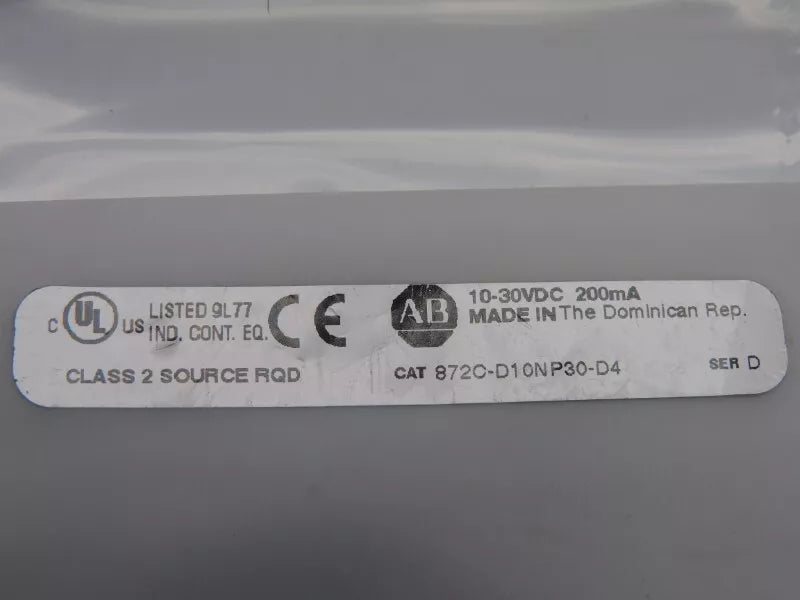 C UL US LISTED 9L77
IND. CONT. EQ.
CE
AB
10-30VDC 200mA
MADE IN The Dominican Rep.
CLASS 2 SOURCE RQD
CAT 872C-D10NP30-D4
SER D